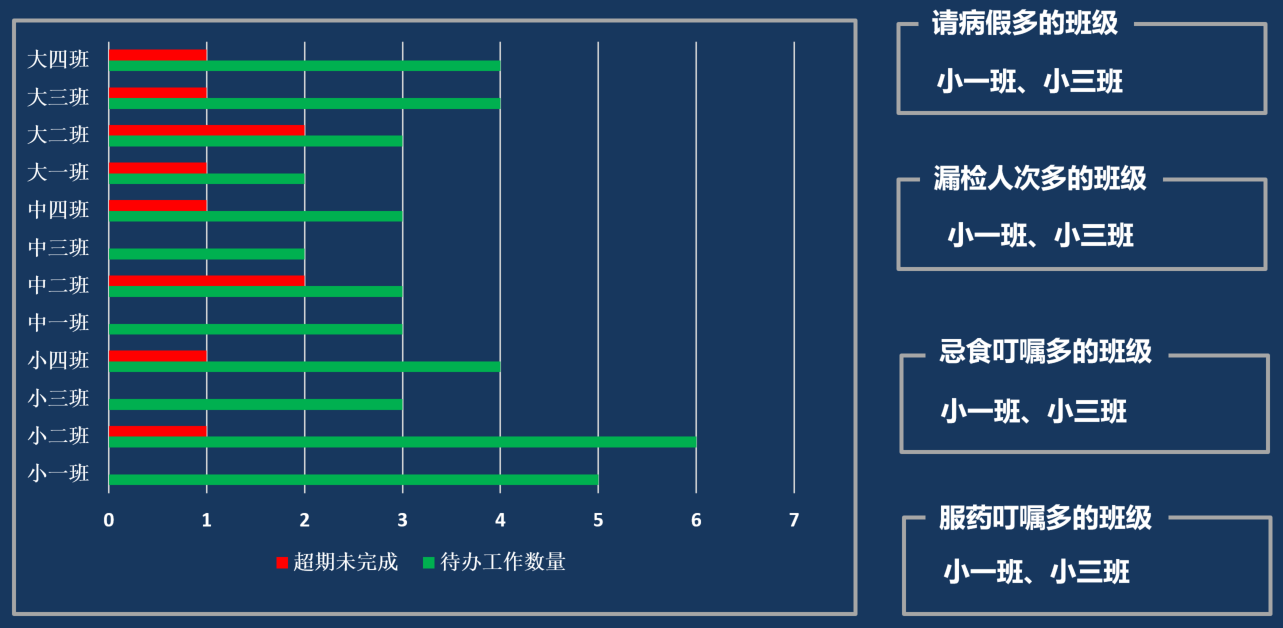 大四班
大三班
大二班
大一班
中四班
中三班
中二班
中一班
小四班
小三班
小二班
小一班
0 1 2 3 4 5 6 7
超期未完成 待办工作数量
请病假多的班级
小一班、小三班
漏检人次多的班级
小一班、小三班
忌食叮嘱多的班级
小一班、小三班
服药叮嘱多的班级
小一班、小三班